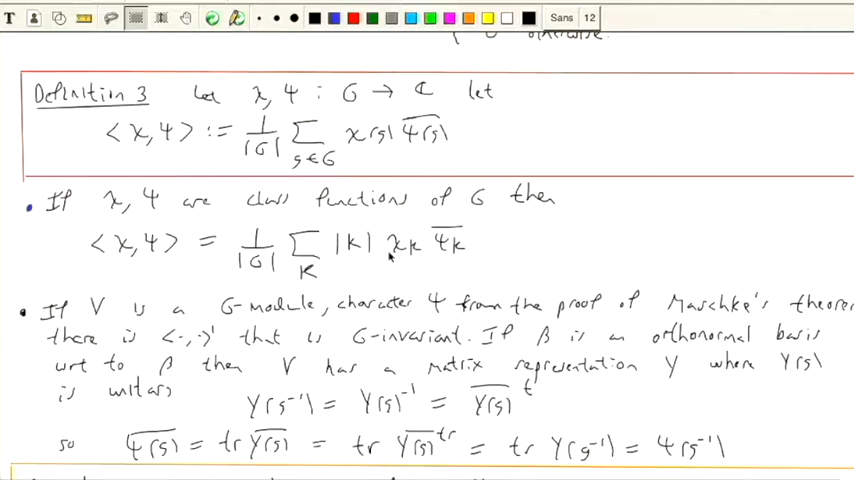 T Sans 12
0 otherwise.
Definition 3 Let χ, ψ : G → ℂ let
< χ, ψ > := 1/|G| ∑_{g∈G} χ(g) \overline{ψ(g)}
• If χ, ψ are class functions of G then
< χ, ψ > = 1/|G| ∑_K |K| χ_K \overline{ψ_K}
• If V is a G-module, character ψ from the proof of Maschke's theorem
there is <·,·>' that is G-invariant. If β is an orthonormal basis
wrt to β then V has a matrix representation Y where Y(g)
is unitary
Y(g⁻¹) = Y(g)⁻¹ = \overline{Y(g)}^t
so \overline{ψ(g)} = tr \overline{Y(g)} = tr \overline{Y(g)}^{tr} = tr Y(g⁻¹) = ψ(g⁻¹)